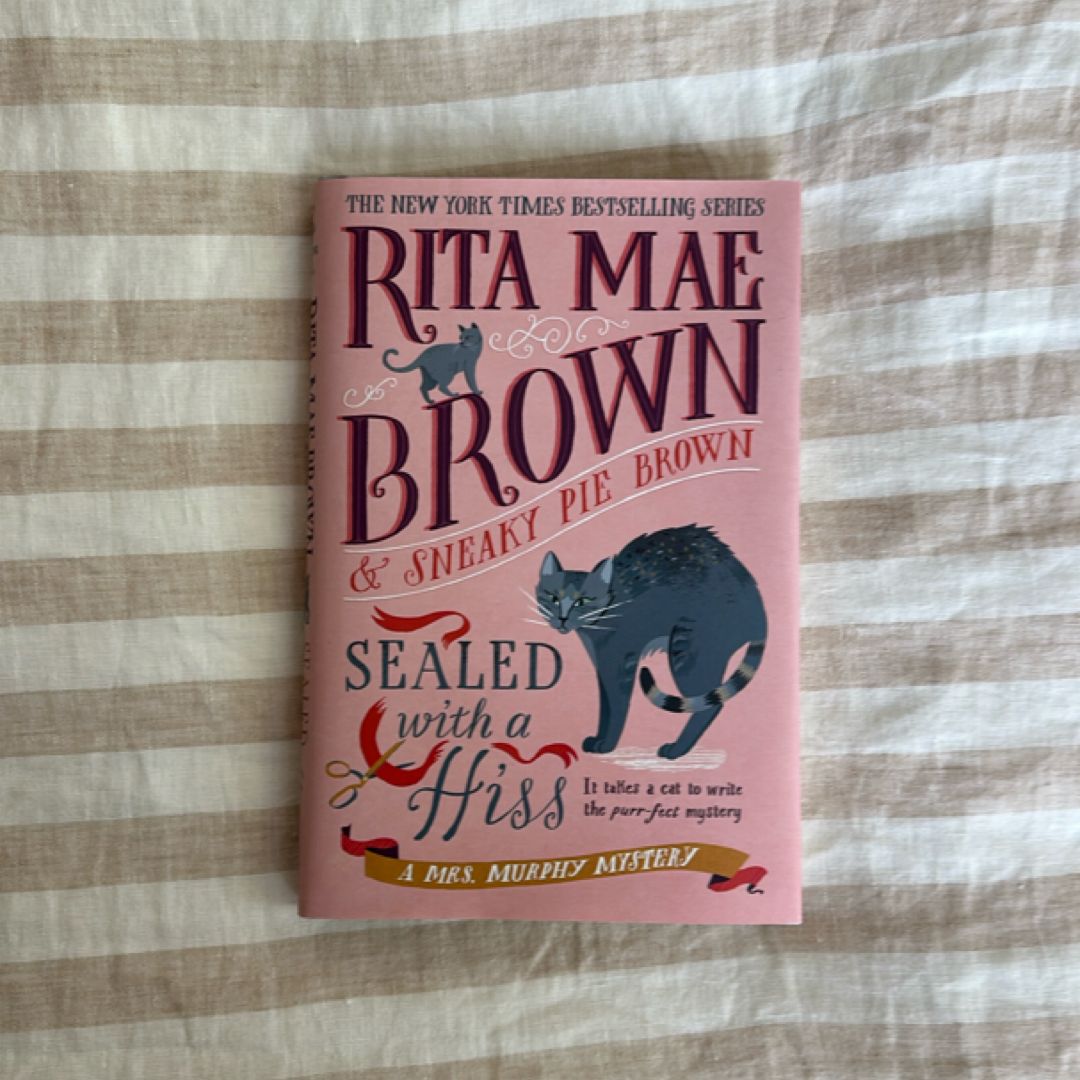 THE NEW YORK TIMES BESTSELLING SERIES
RITA MAE
BROWN
& SNEAKY PIE BROWN
SEALED
with a
Hiss
It takes a cat to write
the purr-fect mystery
A MRS. MURPHY MYSTERY